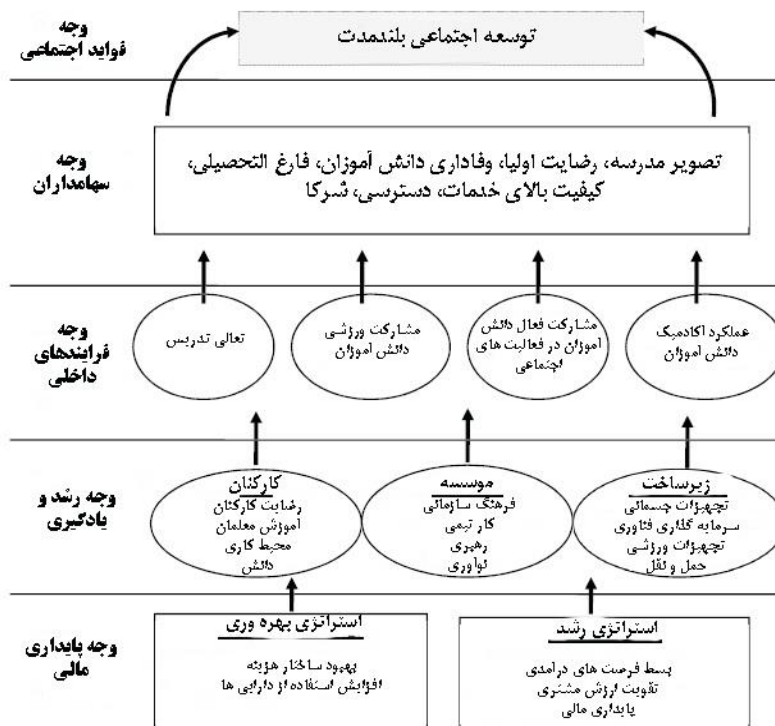 وجه
فواید اجتماعی
توسعه اجتماعی بلندمدت
وجه
سهامداران
تصویر مدرسه، رضایت اولیا، وفاداری دانش آموزان، فارغ التحصیلی،
کیفیت بالای خدمات، دسترسی، شرکا
وجه
فرایندهای
داخلی
عملکرد آکادمیک
دانش آموزان
مشارکت فعال دانش
آموزان در فعالیت های
اجتماعی
مشارکت ورزشی
دانش آموزان
تعالی تدریس
وجه رشد و
یادگیری
زیرساخت
تجهیزات جسمانی
سرمایه گذاری فناوری
تجهیزات ورزشی
حمل و نقل
موسسه
فرهنگ سازمانی
کار تیمی
رهبری
نوآوری
کارکنان
رضایت کارکنان
آموزش معلمان
محیط کاری
دانش
وجه پایداری
مالی
استراتژی رشد
بسط فرصت های درآمدی
تقویت ارزش مشتری
پایداری مالی
استراتژی بهره وری
بهبود ساختار هزینه
افزایش استفاده از دارایی ها